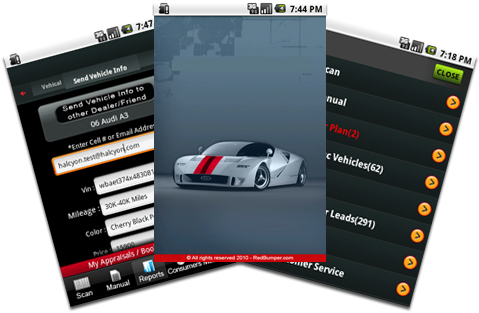 7:47
Vehical Send Vehicle Info
Send Vehicle Info to
other Dealer/Friend
06 Audi A3
*Enter Cell # or Email Addre
halcyon.test@halcyon.com
Vin : wbaet374x483081
Mileage : 30K-40K Miles
Color : Cherry Black P
Price :
My Appraisals / Boo
Scan Manual Reports Consumers
7:44 PM
© All rights reserved 2010 - RedBumper.com
7:18 PM
CLOSE
can
nual
Plan(2)
c Vehicles(62)
r Leads(291)
omer Service